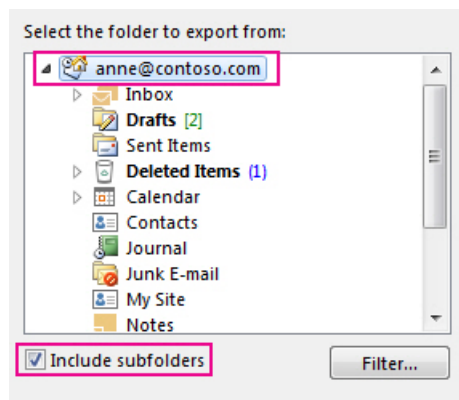 Select the folder to export from:
anne@contoso.com
Inbox
Drafts [2]
Sent Items
Deleted Items (1)
Calendar
Contacts
Journal
Junk E-mail
My Site
Notes
Include subfolders
Filter...